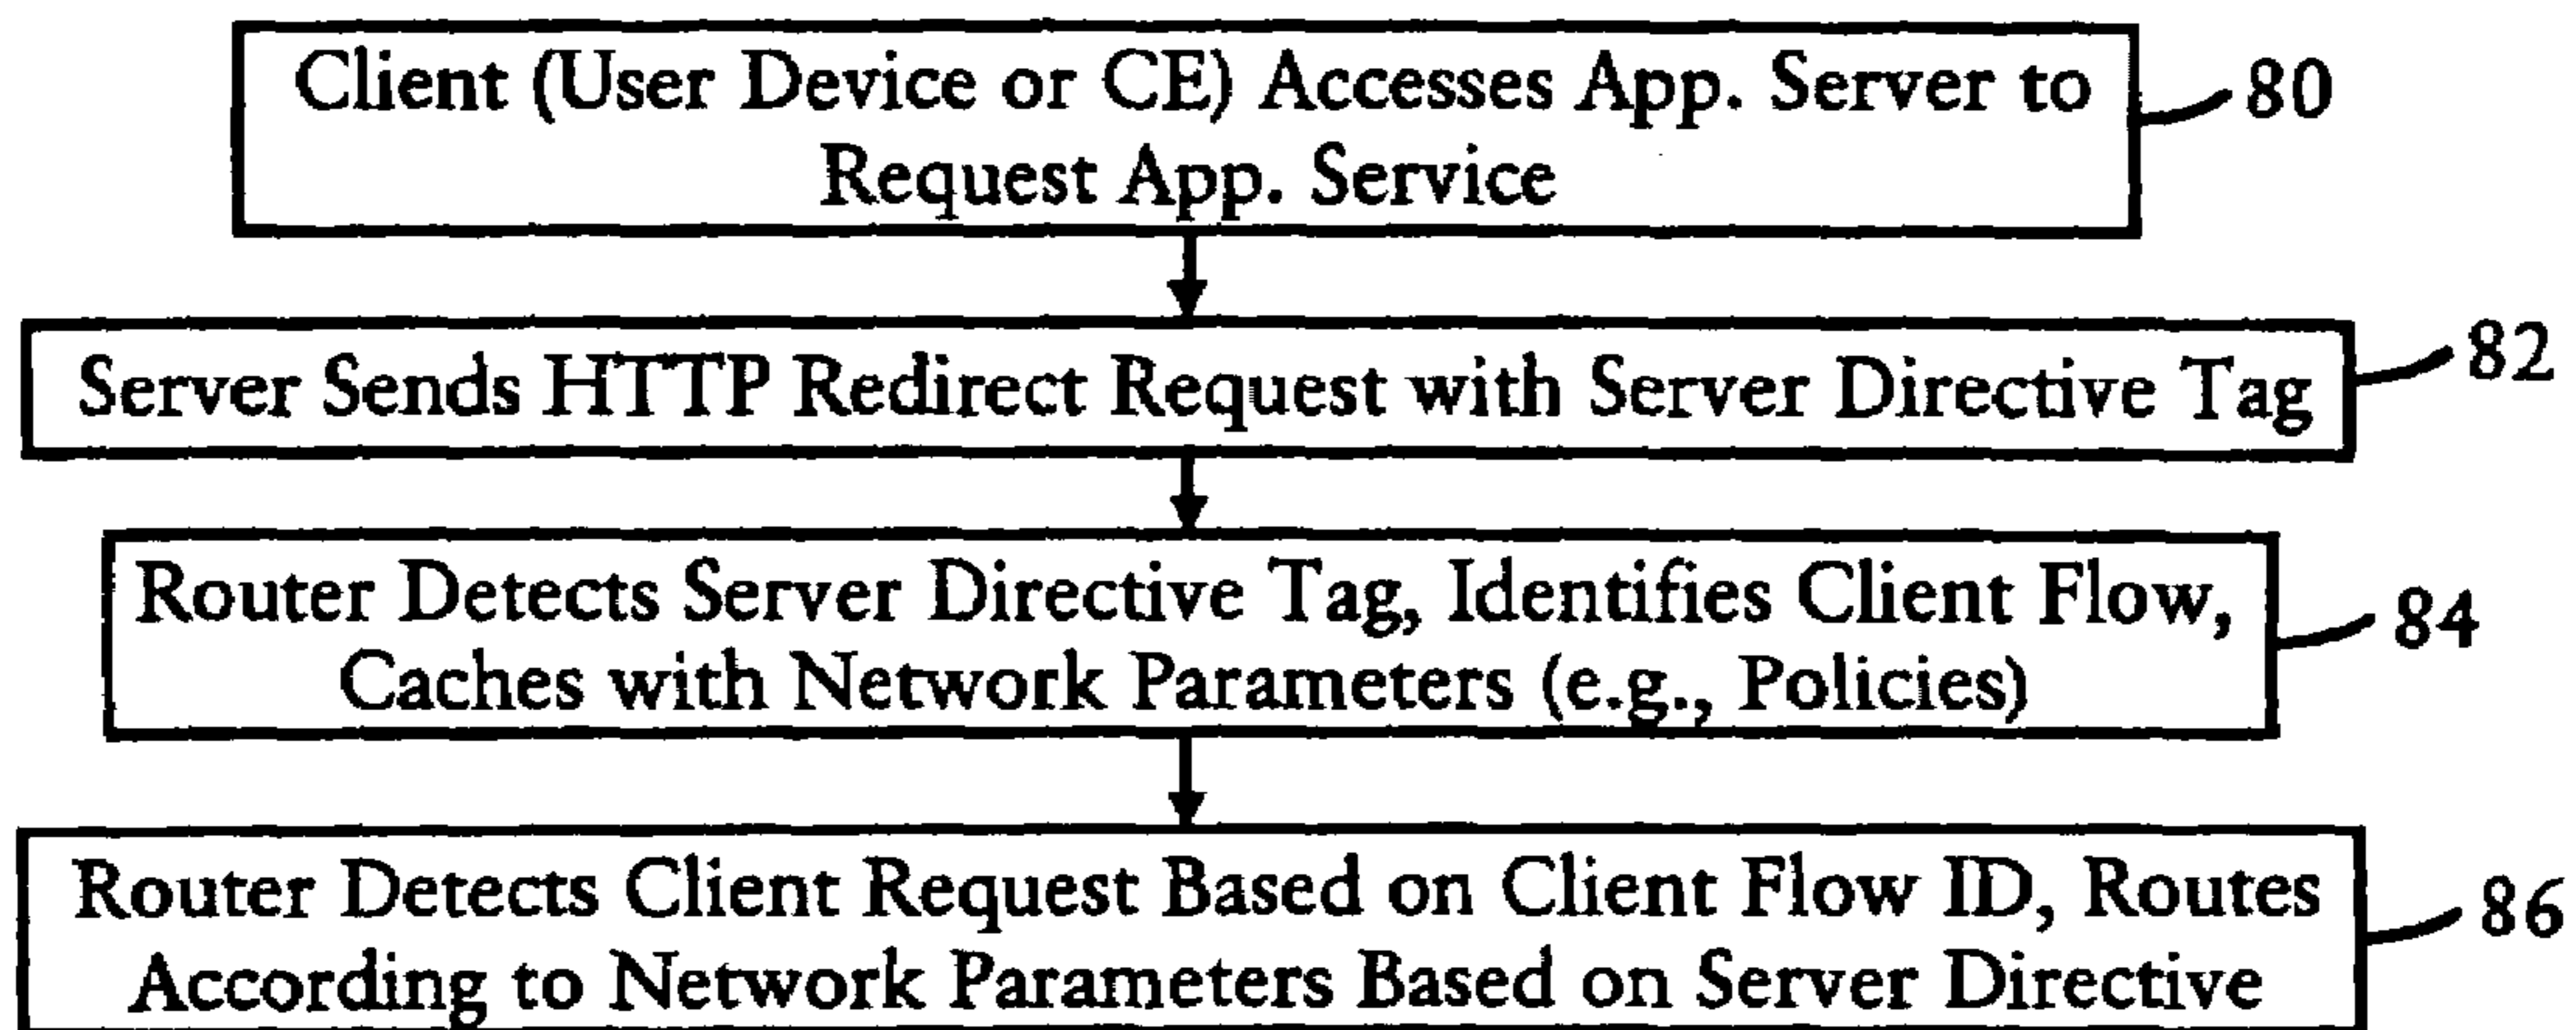 Client (User Device or CE) Accesses App. Server to
Request App. Service
80
Server Sends HTTP Redirect Request with Server Directive Tag
82
Router Detects Server Directive Tag, Identifies Client Flow,
Caches with Network Parameters (e.g., Policies)
84
Router Detects Client Request Based on Client Flow ID, Routes
According to Network Parameters Based on Server Directive
86